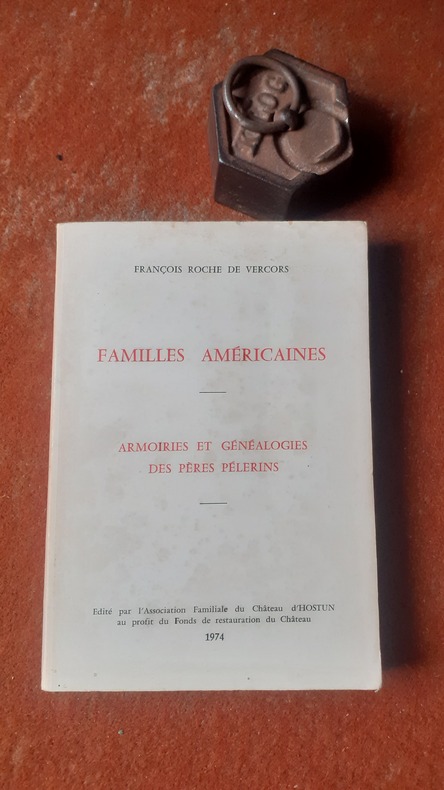 FRANÇOIS ROCHE DE VERCORS
FAMILLES AMÉRICAINES
ARMOIRIES ET GÉNÉALOGIES
DES PÈRES PÉLERINS
Edité par l'Association Familiale du Château d'HOSTUN
au profit du Fonds de restauration du Château
1974